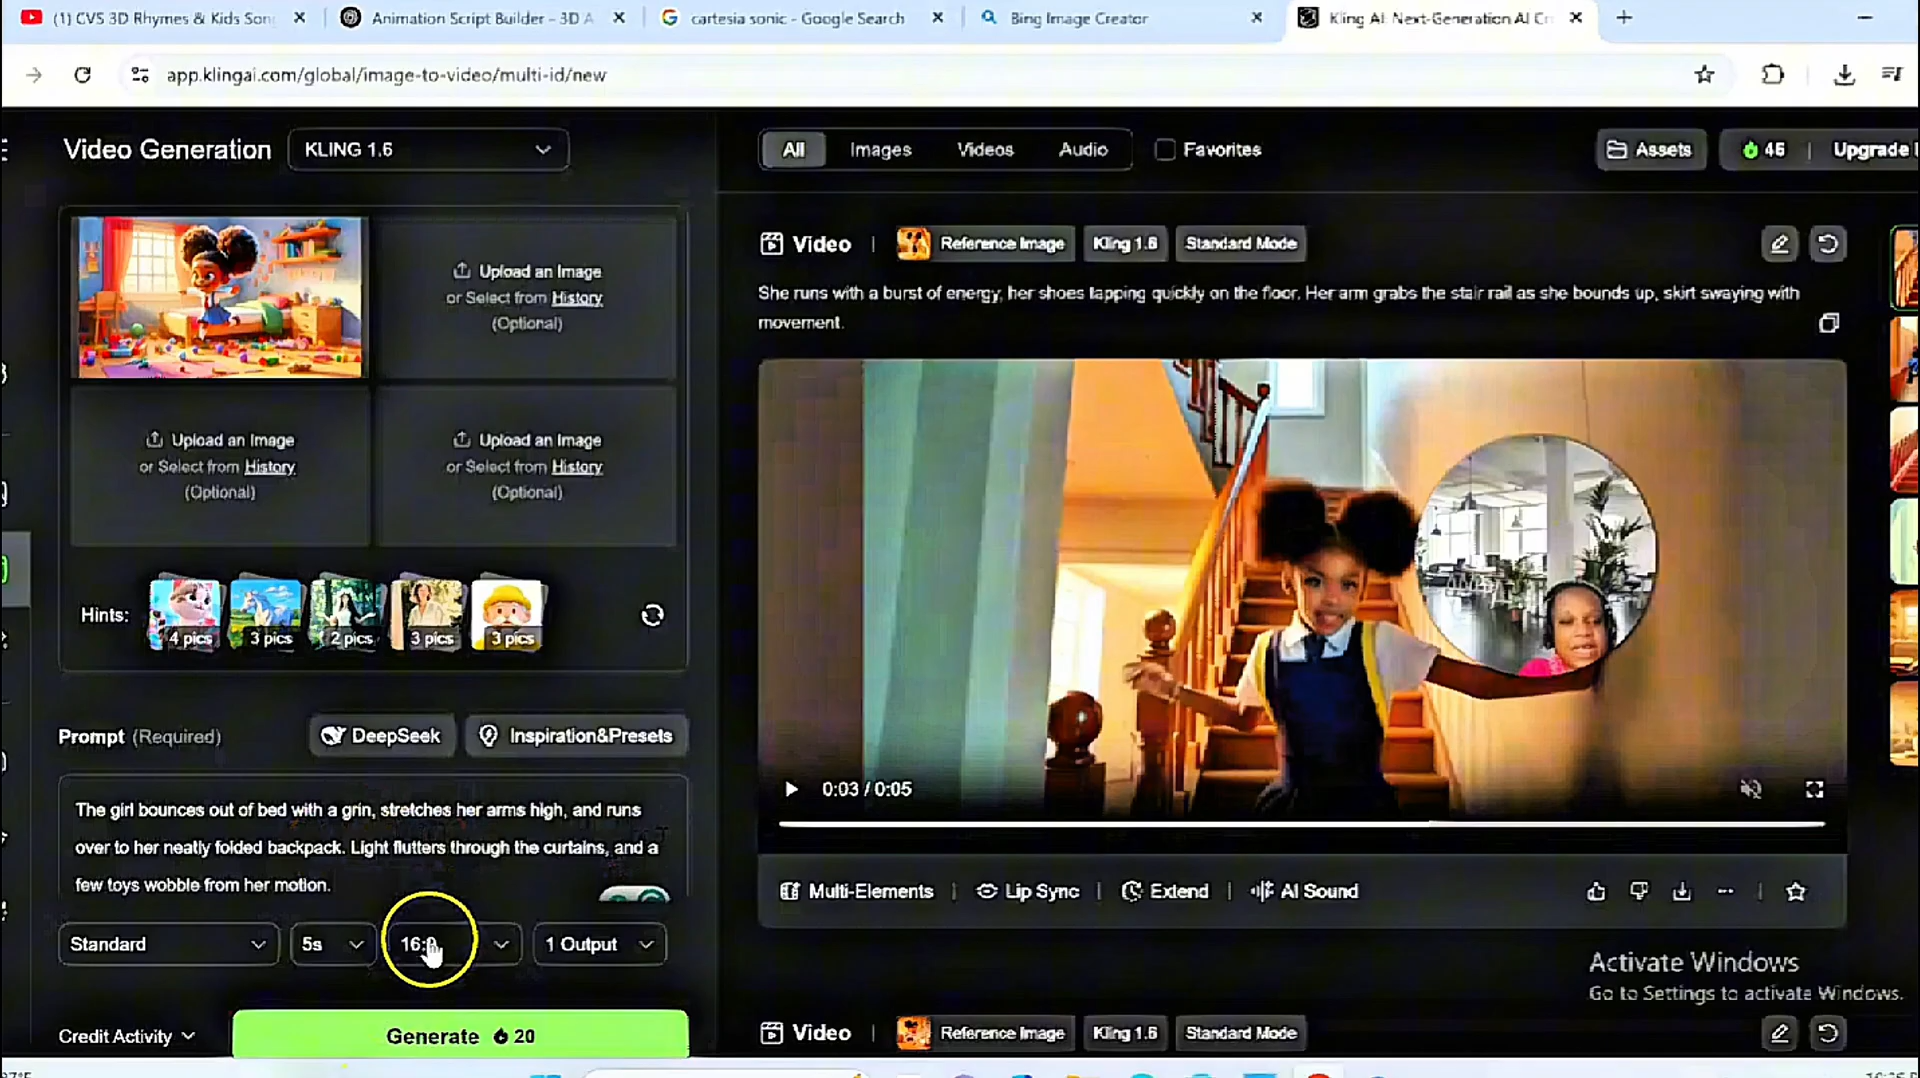 (1) CVS 3D Rhymes & Kids Son
Animation Script Builder - 3D A
cartesia sonic - Google Search
Bing Image Creator
Kling AI: Next-Generation AI Cr
app.klingai.com/global/image-to-video/multi-id/new
Video Generation
KLING 1.6
All
Images
Videos
Audio
Favorites
Assets
46
Upgrade
Upload an Image
or Select from History
(Optional)
Upload an Image
or Select from History
(Optional)
Upload an Image
or Select from History
(Optional)
Hints:
4 pics
3 pics
2 pics
3 pics
3 pics
Prompt (Required)
DeepSeek
Inspiration&Presets
The girl bounces out of bed with a grin, stretches her arms high, and runs
over to her neatly folded backpack. Light flutters through the curtains, and a
few toys wobble from her motion.
Standard
5s
16:9
1 Output
Credit Activity
Generate 20
Video
Reference Image
Kling 1.6
Standard Mode
She runs with a burst of energy, her shoes tapping quickly on the floor. Her arm grabs the stair rail as she bounds up, skirt swaying with
movement.
0:03 / 0:05
Multi-Elements
Lip Sync
Extend
AI Sound
Activate Windows
Go to Settings to activate Windows.
Video
Reference Image
Kling 1.6
Standard Mode